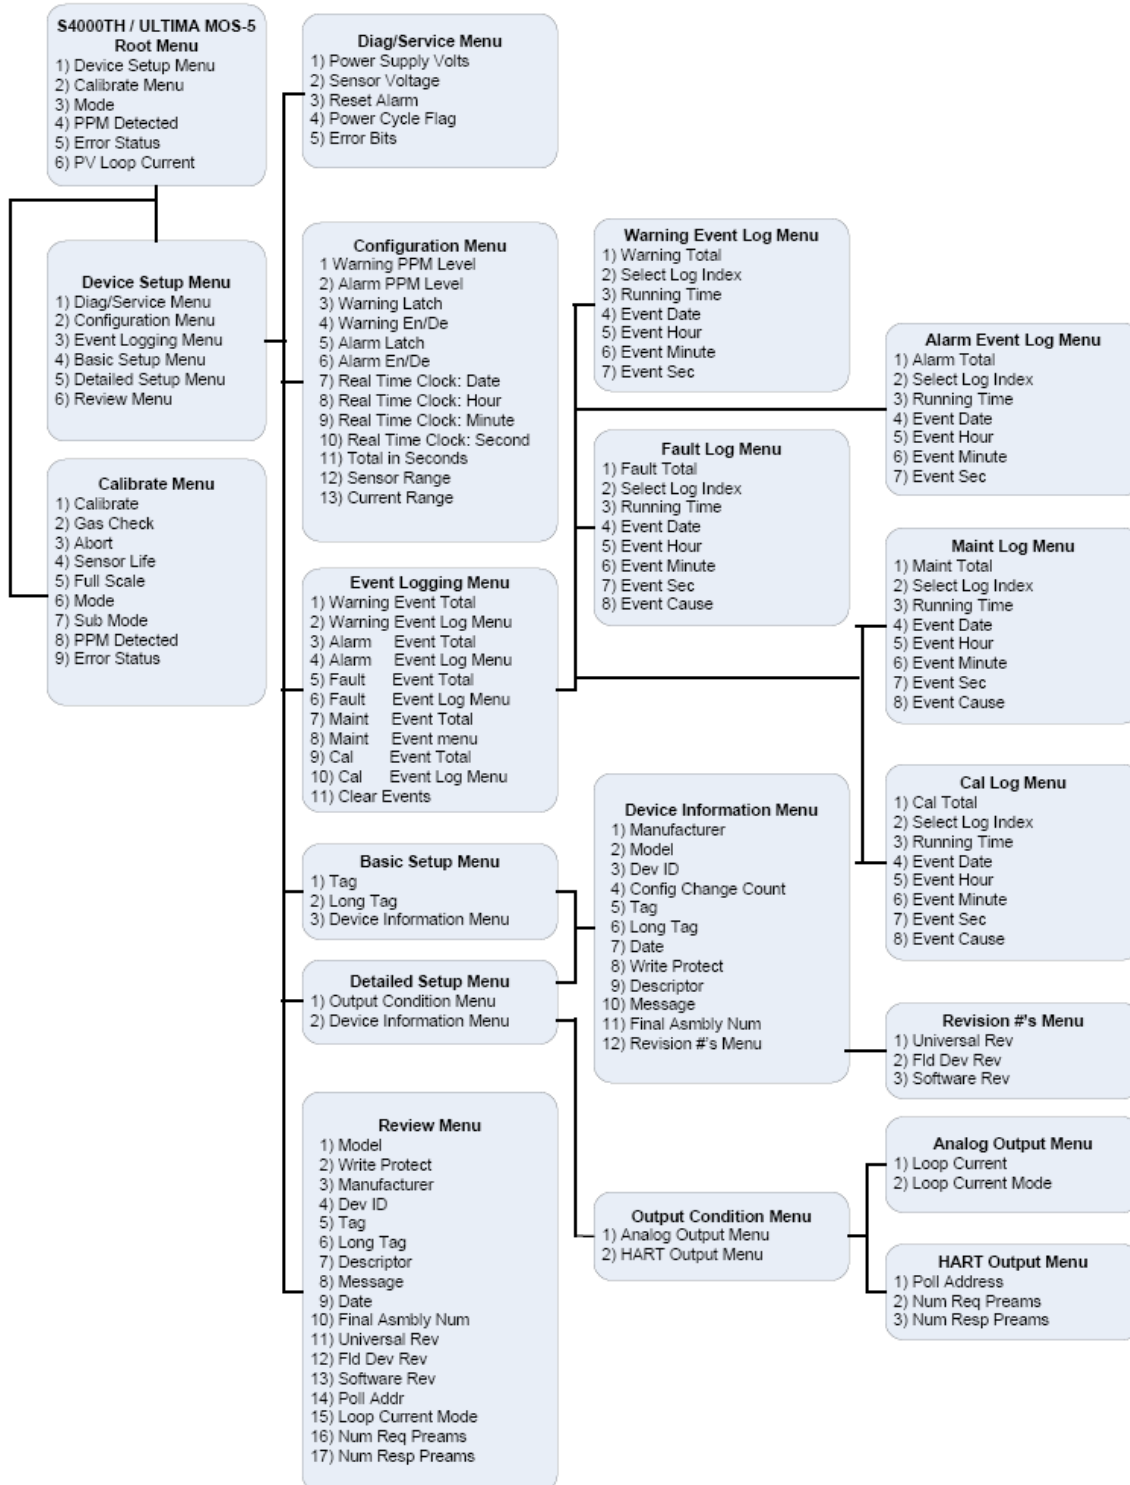 S4000TH / ULTIMA MOS-5
Root Menu
1) Device Setup Menu
2) Calibrate Menu
3) Mode
4) PPM Detected
5) Error Status
6) PV Loop Current
Device Setup Menu
1) Diag/Service Menu
2) Configuration Menu
3) Event Logging Menu
4) Basic Setup Menu
5) Detailed Setup Menu
6) Review Menu
Calibrate Menu
1) Calibrate
2) Gas Check
3) Abort
4) Sensor Life
5) Full Scale
6) Mode
7) Sub Mode
8) PPM Detected
9) Error Status
Diag/Service Menu
1) Power Supply Volts
2) Sensor Voltage
3) Reset Alarm
4) Power Cycle Flag
5) Error Bits
Configuration Menu
1 Warning PPM Level
2) Alarm PPM Level
3) Warning Latch
4) Warning En/De
5) Alarm Latch
6) Alarm En/De
7) Real Time Clock: Date
8) Real Time Clock: Hour
9) Real Time Clock: Minute
10) Real Time Clock: Second
11) Total in Seconds
12) Sensor Range
13) Current Range
Event Logging Menu
1) Warning Event Total
2) Warning Event Log Menu
3) Alarm Event Total
4) Alarm Event Log Menu
5) Fault Event Total
6) Fault Event Log Menu
7) Maint Event Total
8) Maint Event menu
9) Cal Event Total
10) Cal Event Log Menu
11) Clear Events
Basic Setup Menu
1) Tag
2) Long Tag
3) Device Information Menu
Detailed Setup Menu
1) Output Condition Menu
2) Device Information Menu
Review Menu
1) Model
2) Write Protect
3) Manufacturer
4) Dev ID
5) Tag
6) Long Tag
7) Descriptor
8) Message
9) Date
10) Final Asmbly Num
11) Universal Rev
12) Fld Dev Rev
13) Software Rev
14) Poll Addr
15) Loop Current Mode
16) Num Req Preams
17) Num Resp Preams
Warning Event Log Menu
1) Warning Total
2) Select Log Index
3) Running Time
4) Event Date
5) Event Hour
6) Event Minute
7) Event Sec
Fault Log Menu
1) Fault Total
2) Select Log Index
3) Running Time
4) Event Date
5) Event Hour
6) Event Minute
7) Event Sec
8) Event Cause
Device Information Menu
1) Manufacturer
2) Model
3) Dev ID
4) Config Change Count
5) Tag
6) Long Tag
7) Date
8) Write Protect
9) Descriptor
10) Message
11) Final Asmbly Num
12) Revision #'s Menu
Output Condition Menu
1) Analog Output Menu
2) HART Output Menu
Alarm Event Log Menu
1) Alarm Total
2) Select Log Index
3) Running Time
4) Event Date
5) Event Hour
6) Event Minute
7) Event Sec
Maint Log Menu
1) Maint Total
2) Select Log Index
3) Running Time
4) Event Date
5) Event Hour
6) Event Minute
7) Event Sec
8) Event Cause
Cal Log Menu
1) Cal Total
2) Select Log Index
3) Running Time
4) Event Date
5) Event Hour
6) Event Minute
7) Event Sec
8) Event Cause
Revision #'s Menu
1) Universal Rev
2) Fld Dev Rev
3) Software Rev
Analog Output Menu
1) Loop Current
2) Loop Current Mode
HART Output Menu
1) Poll Address
2) Num Req Preams
3) Num Resp Preams